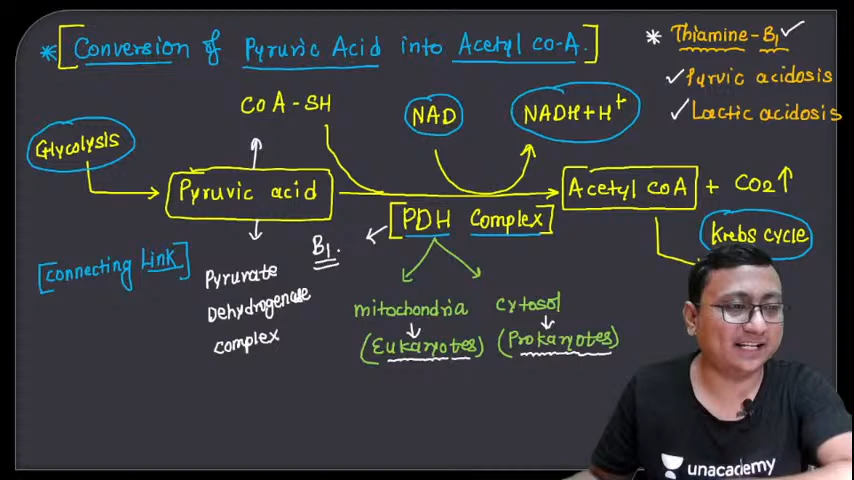 * [Conversion of Pyruvic Acid into Acetyl co-A.]
* Thiamine-B1 ✓
✓ Pyrvic acidosis
✓ Lactic acidosis
CoA-SH
NAD
NADH+H+
Glycolysis
Pyruvic acid
Acetyl coA + CO2↑
[PDH Complex]
Krebs cycle
B1.
[connecting Link]
Pyruvate
Dehydrogenase
complex
mitochondria
cytosol
(Eukaryotes)
(Prokaryotes)
unacademy